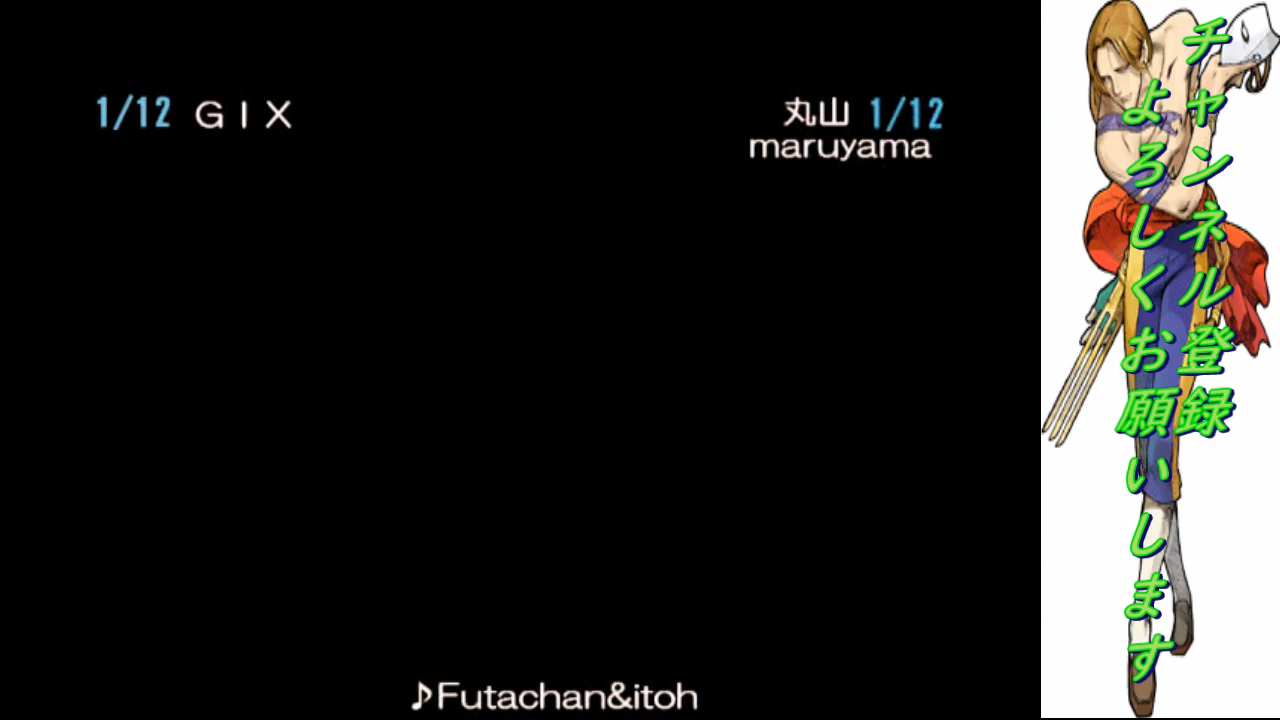 1/12 ＧＩＸ
丸山 1/12
maruyama
♪Futachan&itoh
チャンネル登録
よろしくお願いします